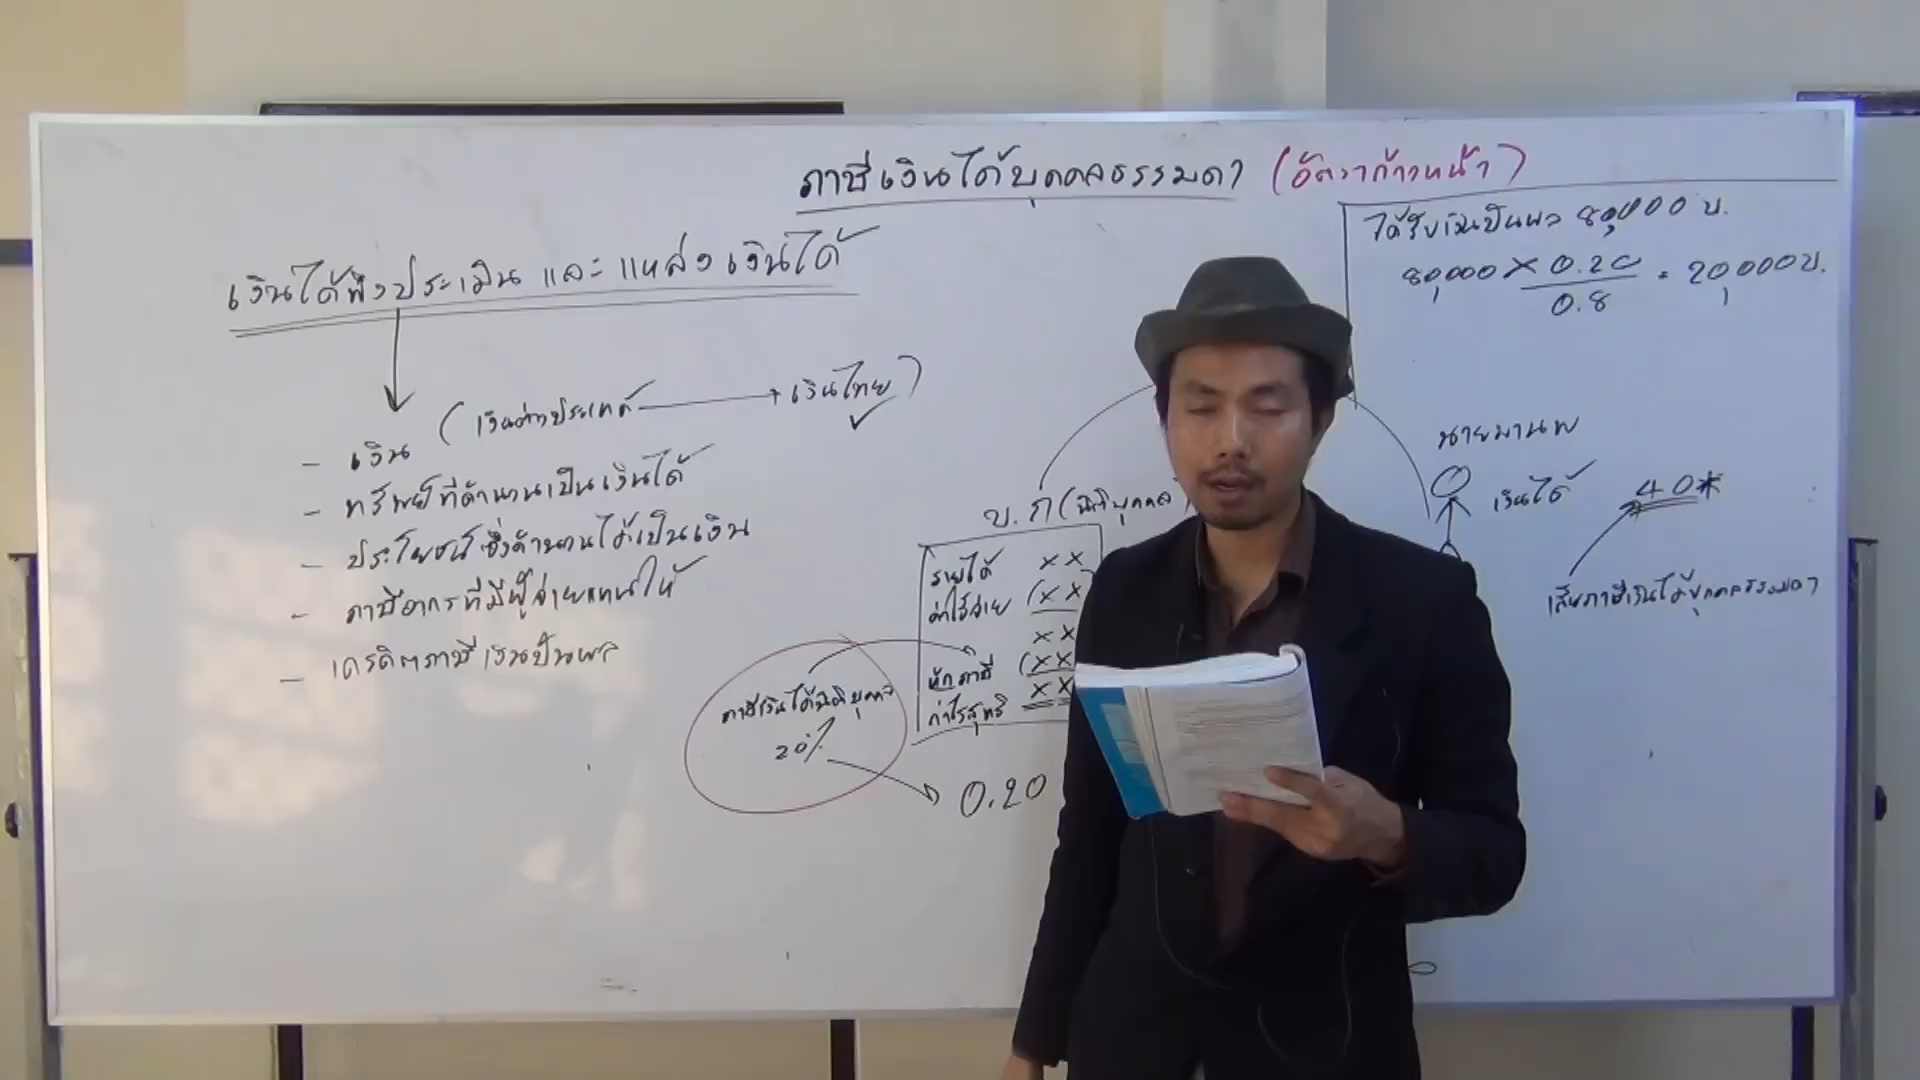 ภาษีเงินได้บุคคลธรรมดา (อัตราก้าวหน้า)
เงินได้พึงประเมิน และ แหล่งเงินได้
- เงิน (เงินต่างประเทศ → เงินไทย) ✓
- ทรัพย์ที่คำนวณเป็นเงินได้
- ประโยชน์ซึ่งคำนวณได้เป็นเงิน
- ภาษีอากรที่มีผู้จ่ายแทนให้
- เครดิตภาษีเงินปันผล
ภาษีเงินได้นิติบุคคล
20%
0.20
บ.ก (นิติบุคคล
รายได้ xx
ค่าใช้จ่าย (xx
xx
หักภาษี (xx
กำไรสุทธิ xx
ได้รับเงินปันผล 80,000 บ.
80,000 × 0.20
0.8
= 20,000 บ.
นายมานพ
เงินได้ 40*
เสียภาษีเงินได้บุคคลธรรมดา